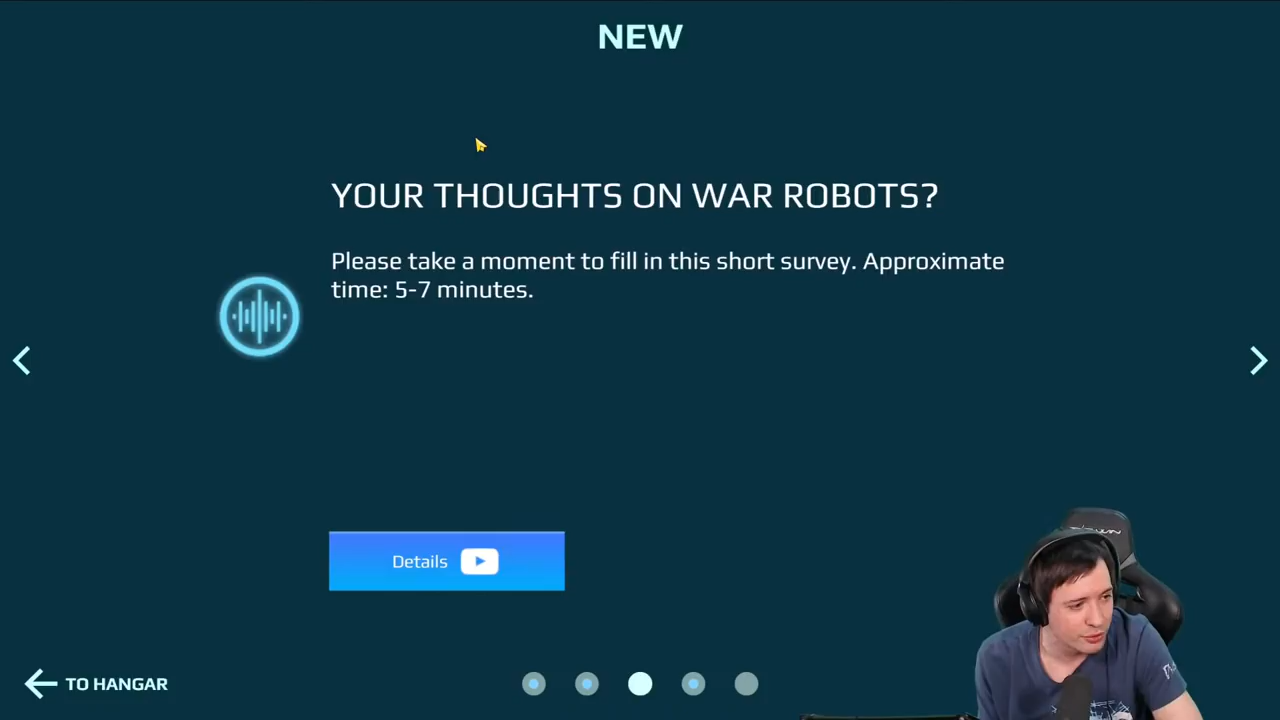 NEW
YOUR THOUGHTS ON WAR ROBOTS?
Please take a moment to fill in this short survey. Approximate
time: 5-7 minutes.
Details
TO HANGAR